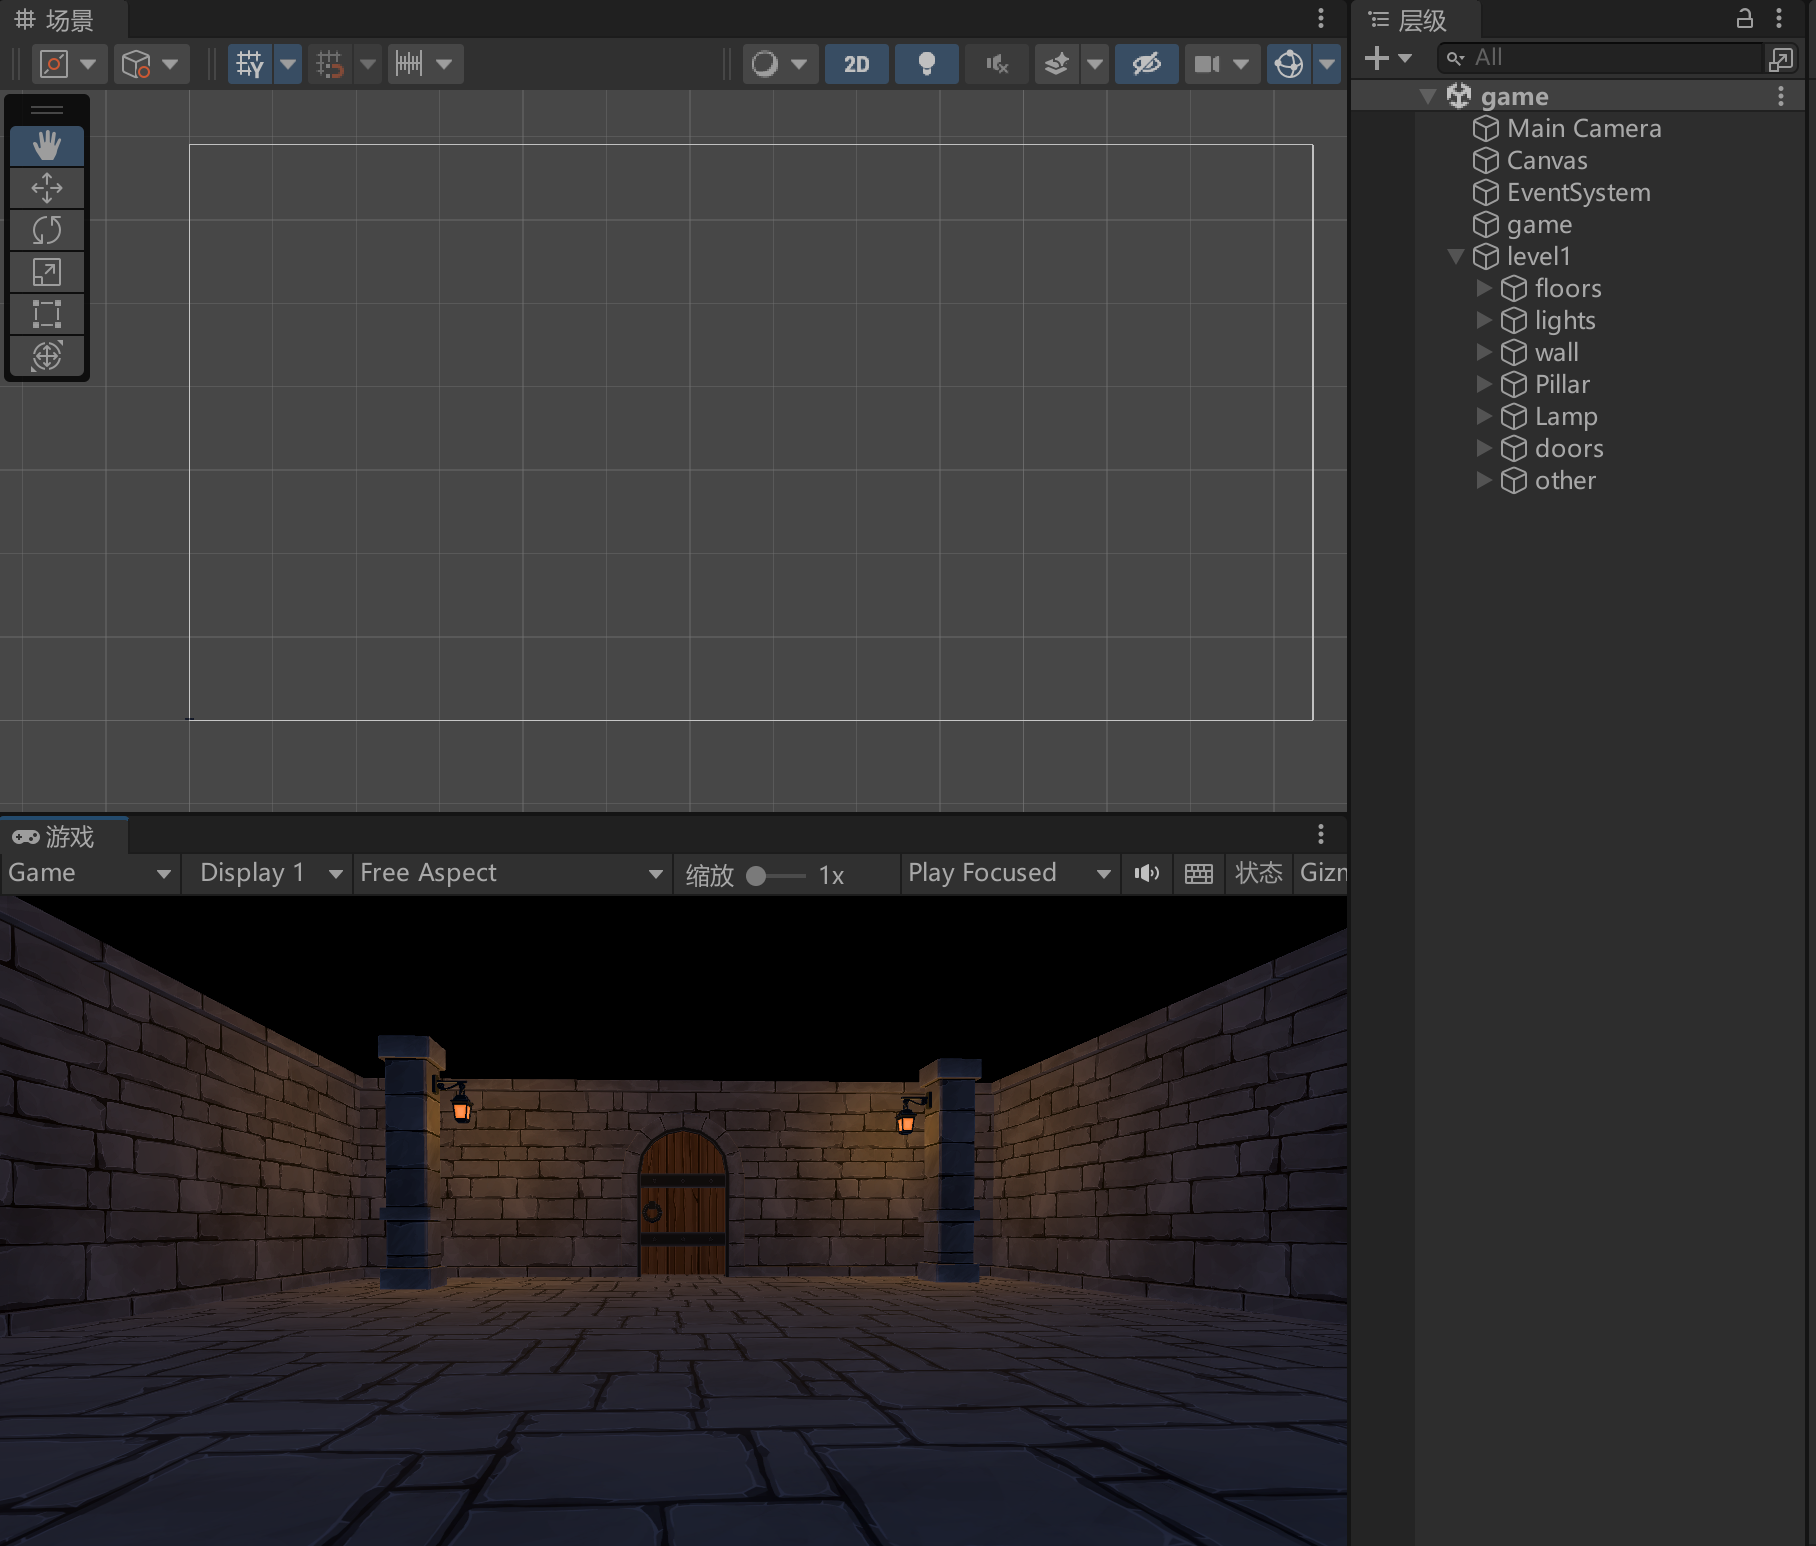 场景
2D
游戏
Game
Display 1
Free Aspect
缩放
1x
Play Focused
状态
Gizn
层级
All
game
Main Camera
Canvas
EventSystem
game
level1
floors
lights
wall
Pillar
Lamp
doors
other